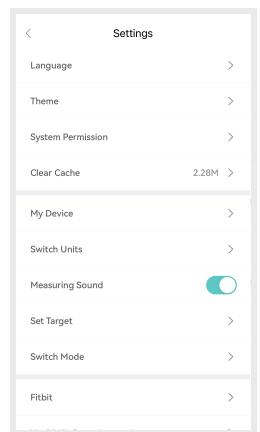 Settings
Language
Theme
System Permission
Clear Cache 2.28M
My Device
Switch Units
Measuring Sound
Set Target
Switch Mode
Fitbit